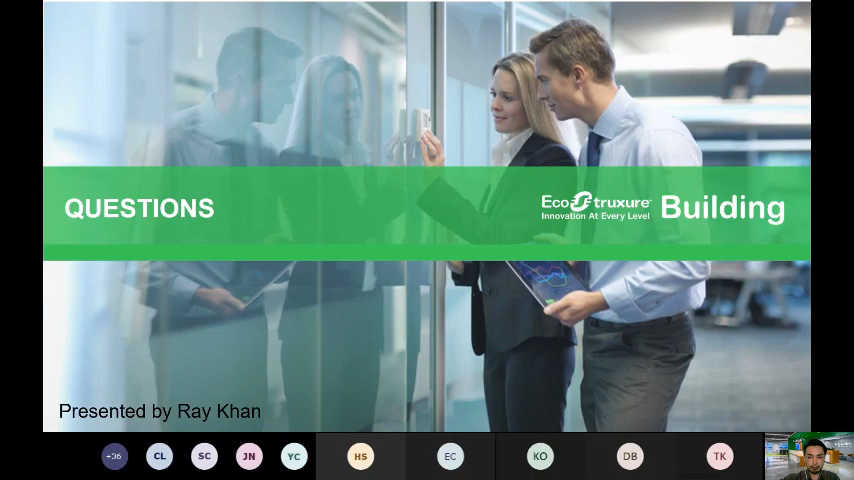 QUESTIONS
EcoStruxure™ Building
Innovation At Every Level
Presented by Ray Khan
+36 CL SC JN YC HS EC KO DB TK